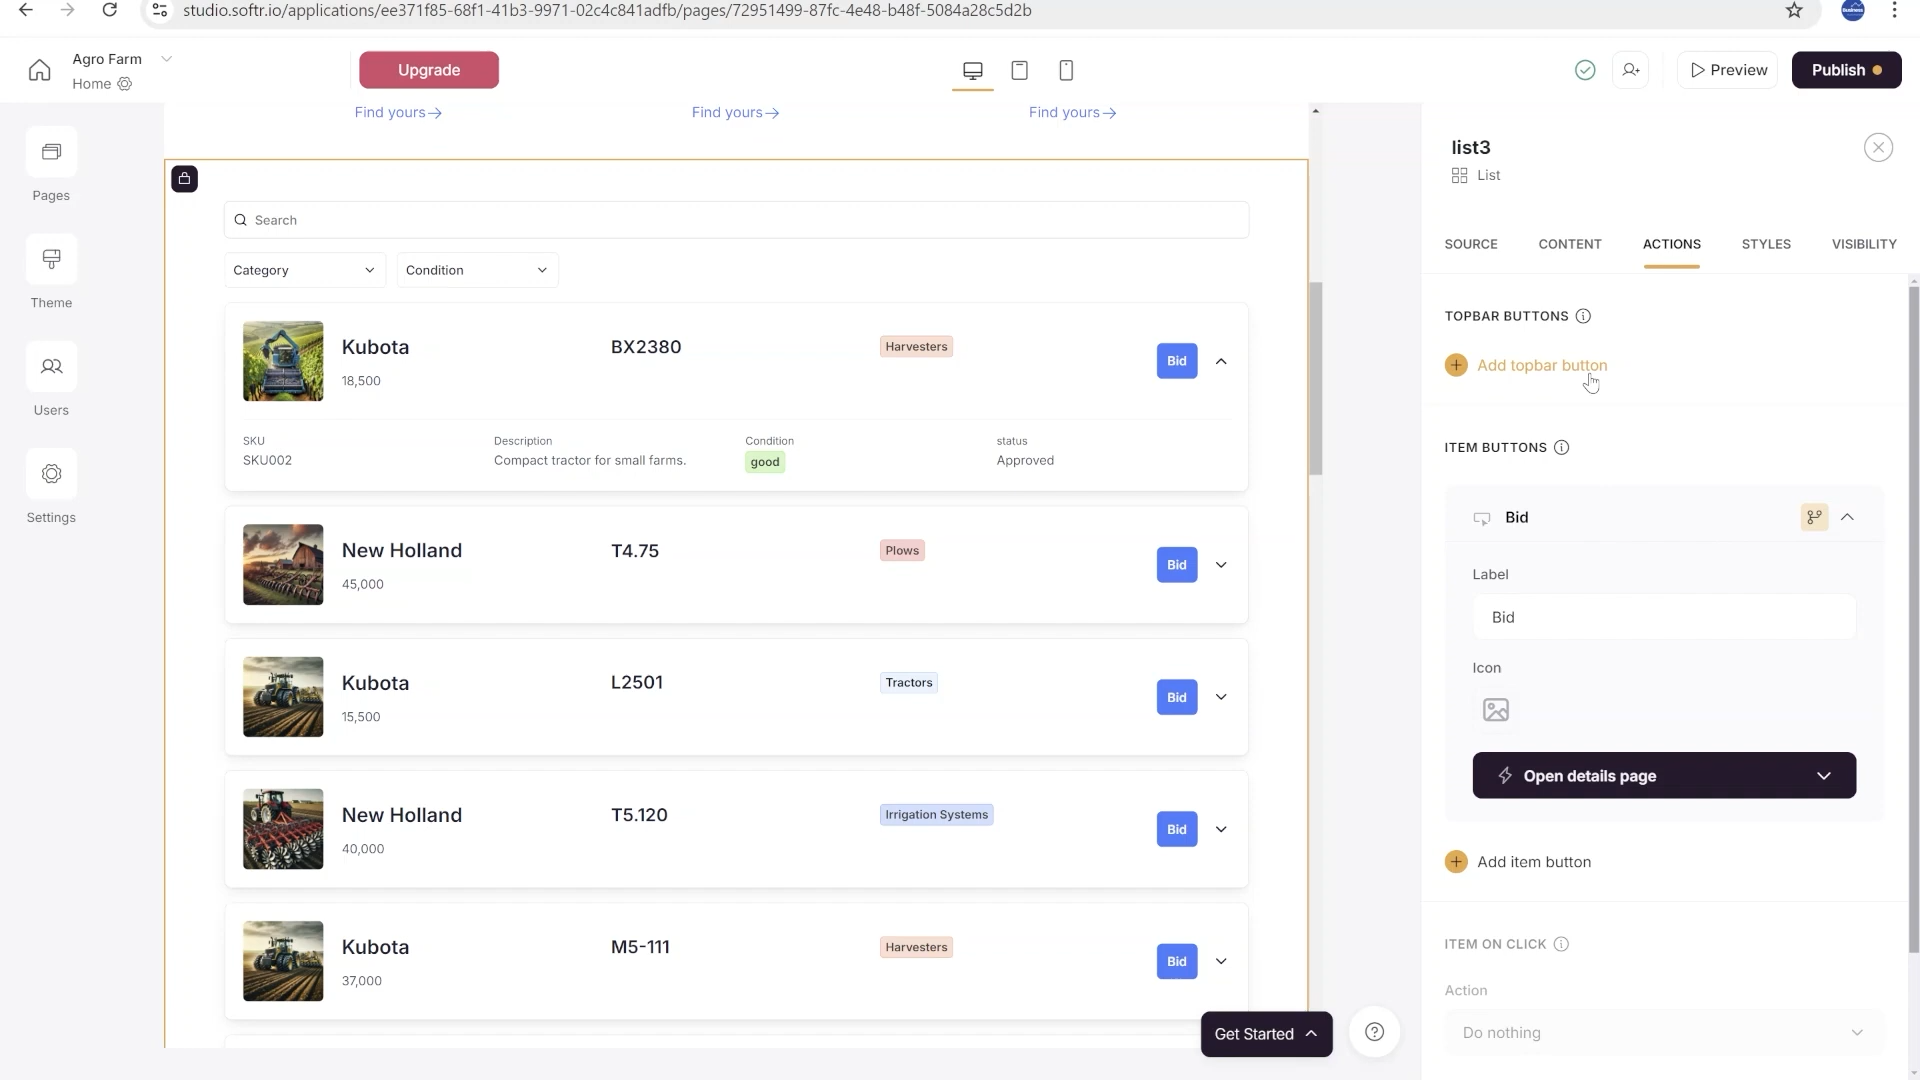 studio.softr.io/applications/ee371f85-68f1-41b3-9971-02c4c841adfb/pages/72951499-87fc-4e48-b48f-5084a28c5d2b
Agro Farm
Home
Upgrade
Preview
Publish
Pages
Theme
Users
Settings
Find yours→ Find yours→ Find yours→
Search
Category
Condition
Kubota BX2380 Harvesters Bid
18,500
SKU Description Condition status
SKU002 Compact tractor for small farms. good Approved
New Holland T4.75 Plows Bid
45,000
Kubota L2501 Tractors Bid
15,500
New Holland T5.120 Irrigation Systems Bid
40,000
Kubota M5-111 Harvesters Bid
37,000
Get Started
list3
List
SOURCE CONTENT ACTIONS STYLES VISIBILITY
TOPBAR BUTTONS
Add topbar button
ITEM BUTTONS
Bid
Label
Bid
Icon
Open details page
Add item button
ITEM ON CLICK
Action
Do nothing